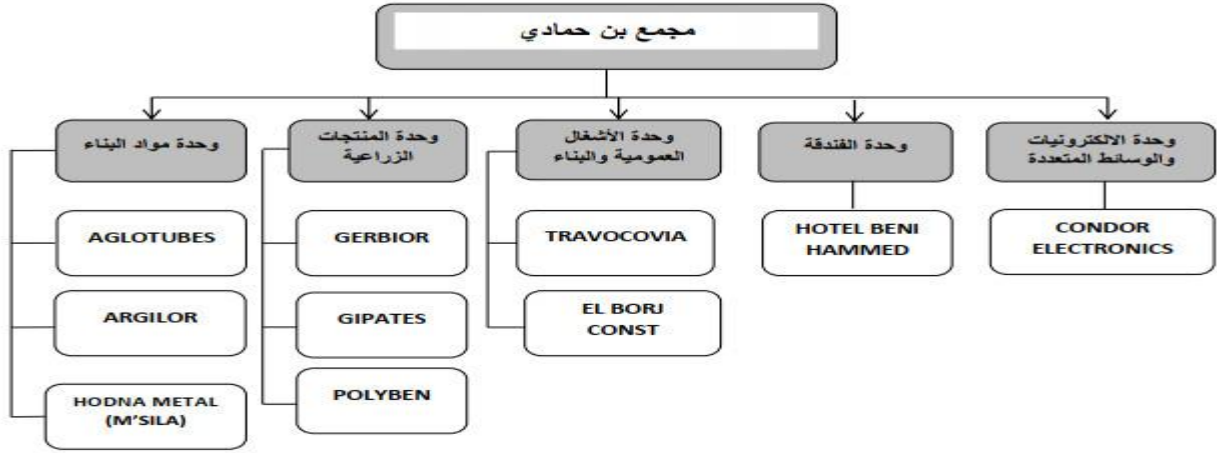 مجمع بن حمادي
وحدة الالكترونيات
والوسائط المتعددة
وحدة الفندقة
وحدة الأشغال
العمومية والبناء
وحدة المنتجات
الزراعية
وحدة مواد البناء
CONDOR
ELECTRONICS
HOTEL BENI
HAMMED
TRAVOCOVIA
EL BORJ
CONST
GERBIOR
GIPATES
POLYBEN
AGLOTUBES
ARGILOR
HODNA METAL
(M'SILA)